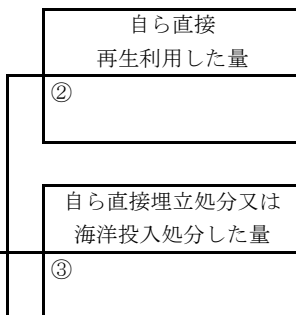 自ら直接
再生利用した量
②
自ら直接埋立処分又は
海洋投入処分した量
③